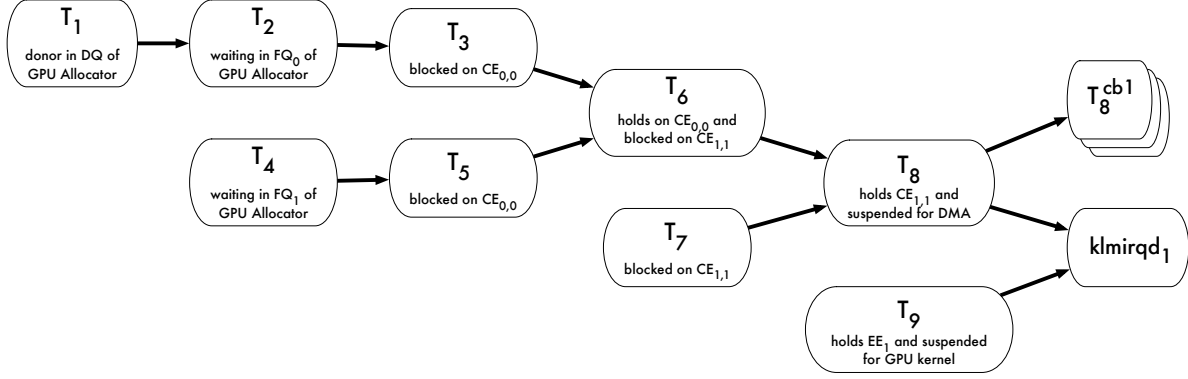 T1
donor in DQ of
GPU Allocator
T2
waiting in FQ0 of
GPU Allocator
T3
blocked on CE0,0
T4
waiting in FQ1 of
GPU Allocator
T5
blocked on CE0,0
T6
holds on CE0,0 and
blocked on CE1,1
T7
blocked on CE1,1
T8
holds CE1,1 and
suspended for DMA
T9
holds EE1 and suspended
for GPU kernel
T8cb1
klmirqd1